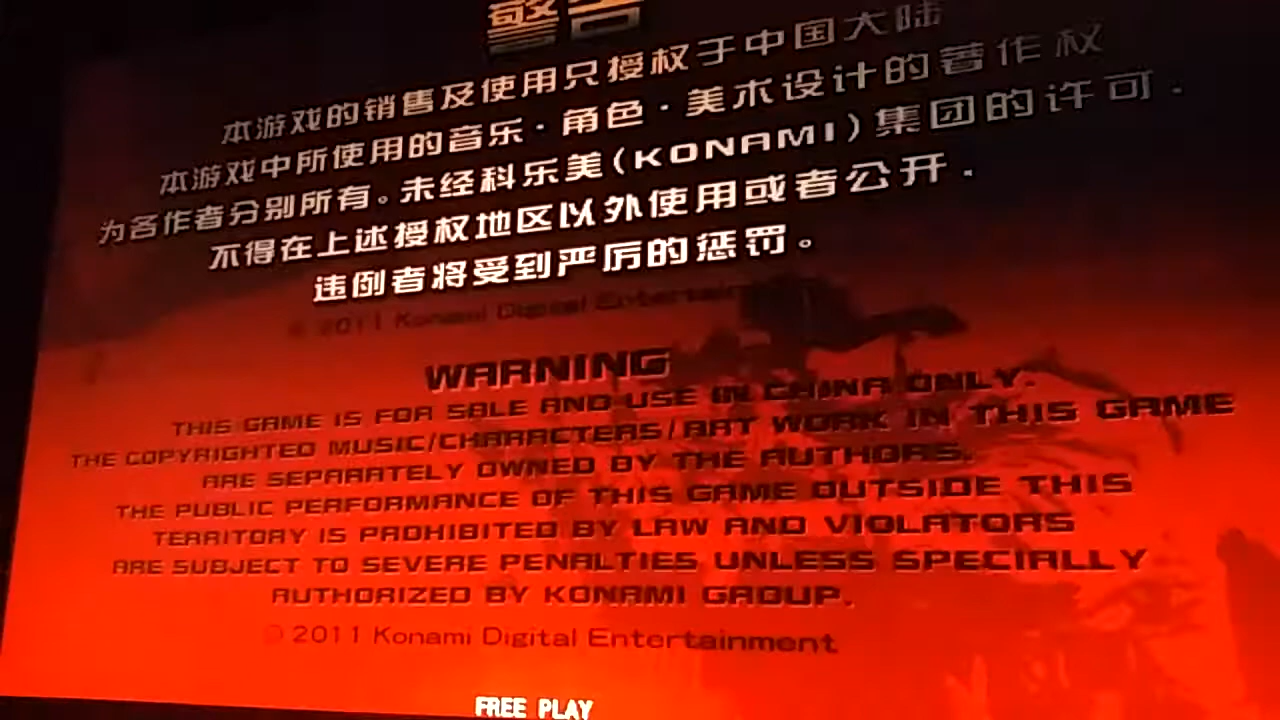 警告
本游戏的销售及使用只授权于中国大陆
本游戏中所使用的音乐·角色·美术设计的著作权
为各作者分别所有。未经科乐美(KONAMI)集团的许可.
不得在上述授权地区以外使用或者公开.
违例者将受到严厉的惩罚。
© 2011 Konami Digital Entertainment
WARNING
THIS GAME IS FOR SALE AND USE IN CHINA ONLY.
THE COPYRIGHTED MUSIC/CHARACTERS/ART WORK IN THIS GAME
ARE SEPARATELY OWNED BY THE AUTHORS.
THE PUBLIC PERFORMANCE OF THIS GAME OUTSIDE THIS
TERRITORY IS PROHIBITED BY LAW AND VIOLATORS
ARE SUBJECT TO SEVERE PENALTIES UNLESS SPECIALLY
AUTHORIZED BY KONAMI GROUP.
© 2011 Konami Digital Entertainment
FREE PLAY